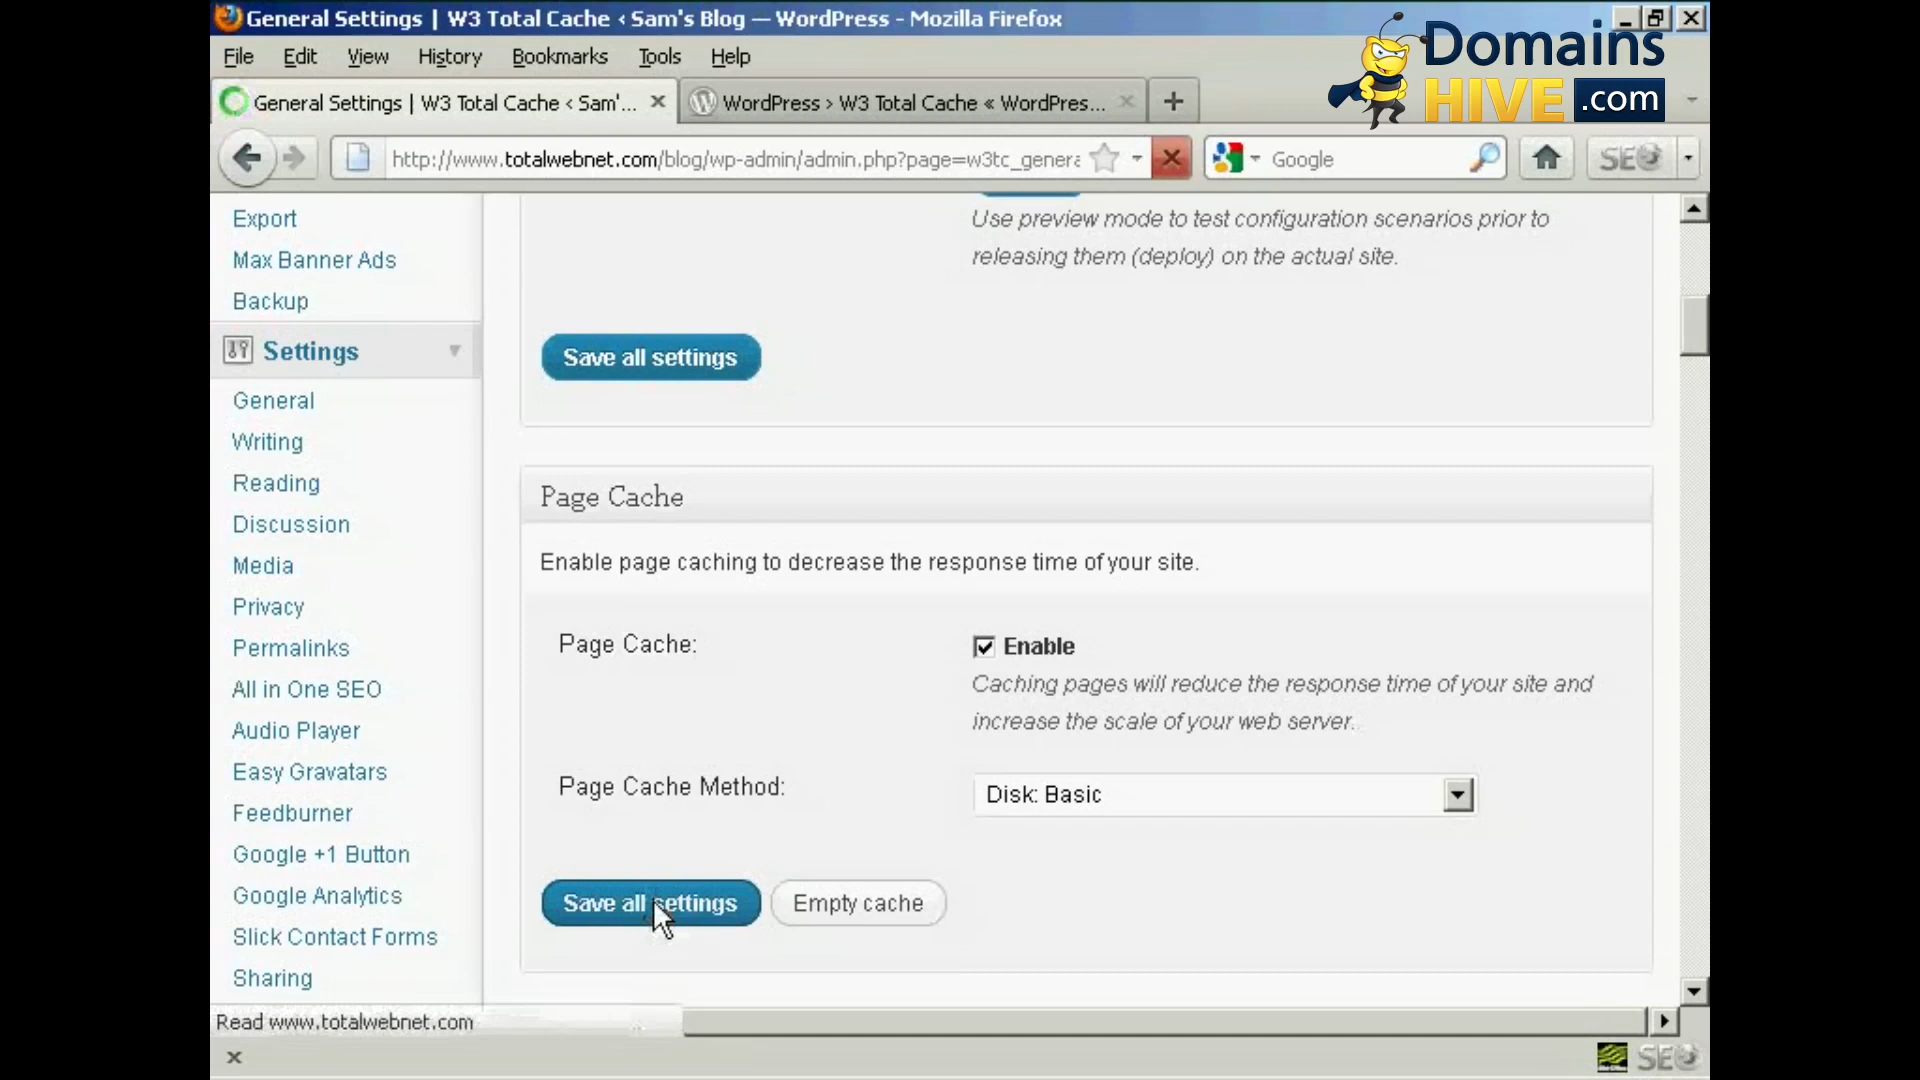 General Settings | W3 Total Cache ‹ Sam's Blog — WordPress - Mozilla Firefox
Domains
HIVE .com
File Edit View History Bookmarks Tools Help
General Settings | W3 Total Cache ‹ Sam'...
WordPress › W3 Total Cache « WordPres...
http://www.totalwebnet.com/blog/wp-admin/admin.php?page=w3tc_genera
Google
SEO
Export
Max Banner Ads
Backup
Settings
General
Writing
Reading
Discussion
Media
Privacy
Permalinks
All in One SEO
Audio Player
Easy Gravatars
Feedburner
Google +1 Button
Google Analytics
Slick Contact Forms
Sharing
Use preview mode to test configuration scenarios prior to
releasing them (deploy) on the actual site.
Save all settings
Page Cache
Enable page caching to decrease the response time of your site.
Page Cache:
Enable
Caching pages will reduce the response time of your site and
increase the scale of your web server.
Page Cache Method:
Disk: Basic
Save all settings
Empty cache
Read www.totalwebnet.com
SEO